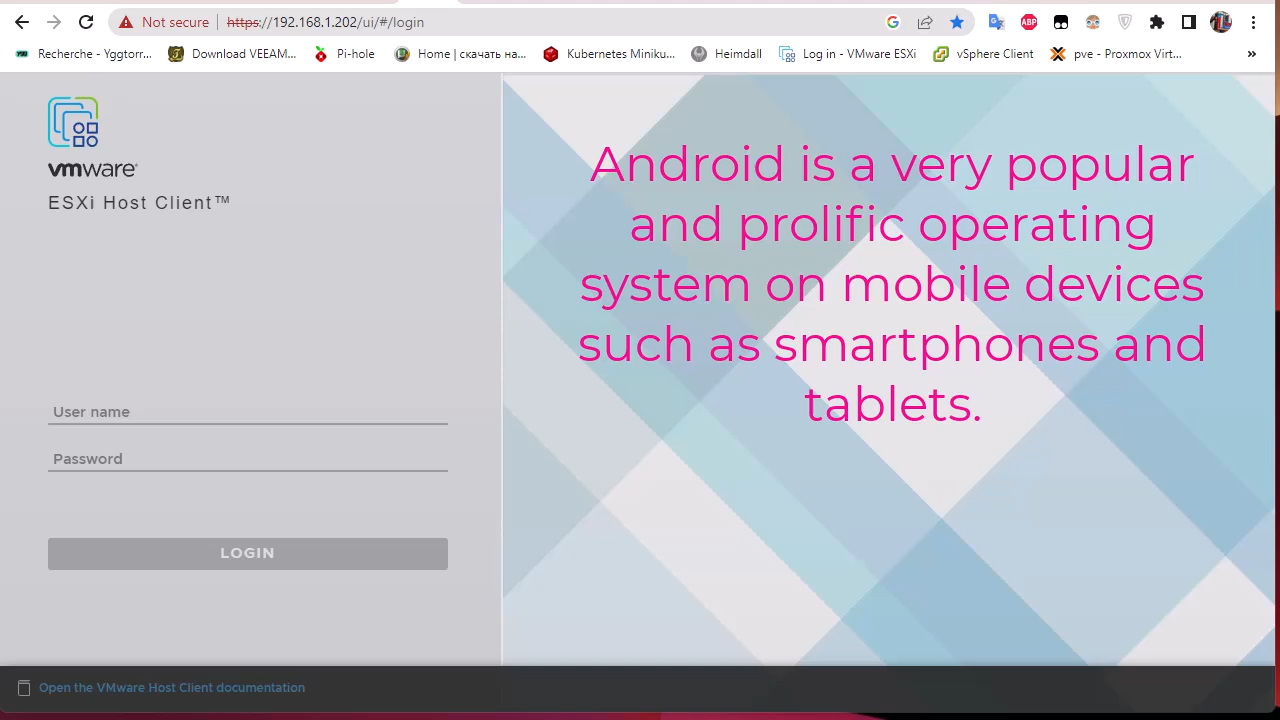 Not secure
https://192.168.1.202/ui/#/login
ABP
Recherche - Yggtorr...
Download VEEAM...
Pi-hole
Home | скачать на...
Kubernetes Miniku...
Heimdall
Log in - VMware ESXi
vSphere Client
pve - Proxmox Virt...
»
vmware®
ESXi Host Client™
User name
Password
LOGIN
Android is a very popular
and prolific operating
system on mobile devices
such as smartphones and
tablets.
Open the VMware Host Client documentation